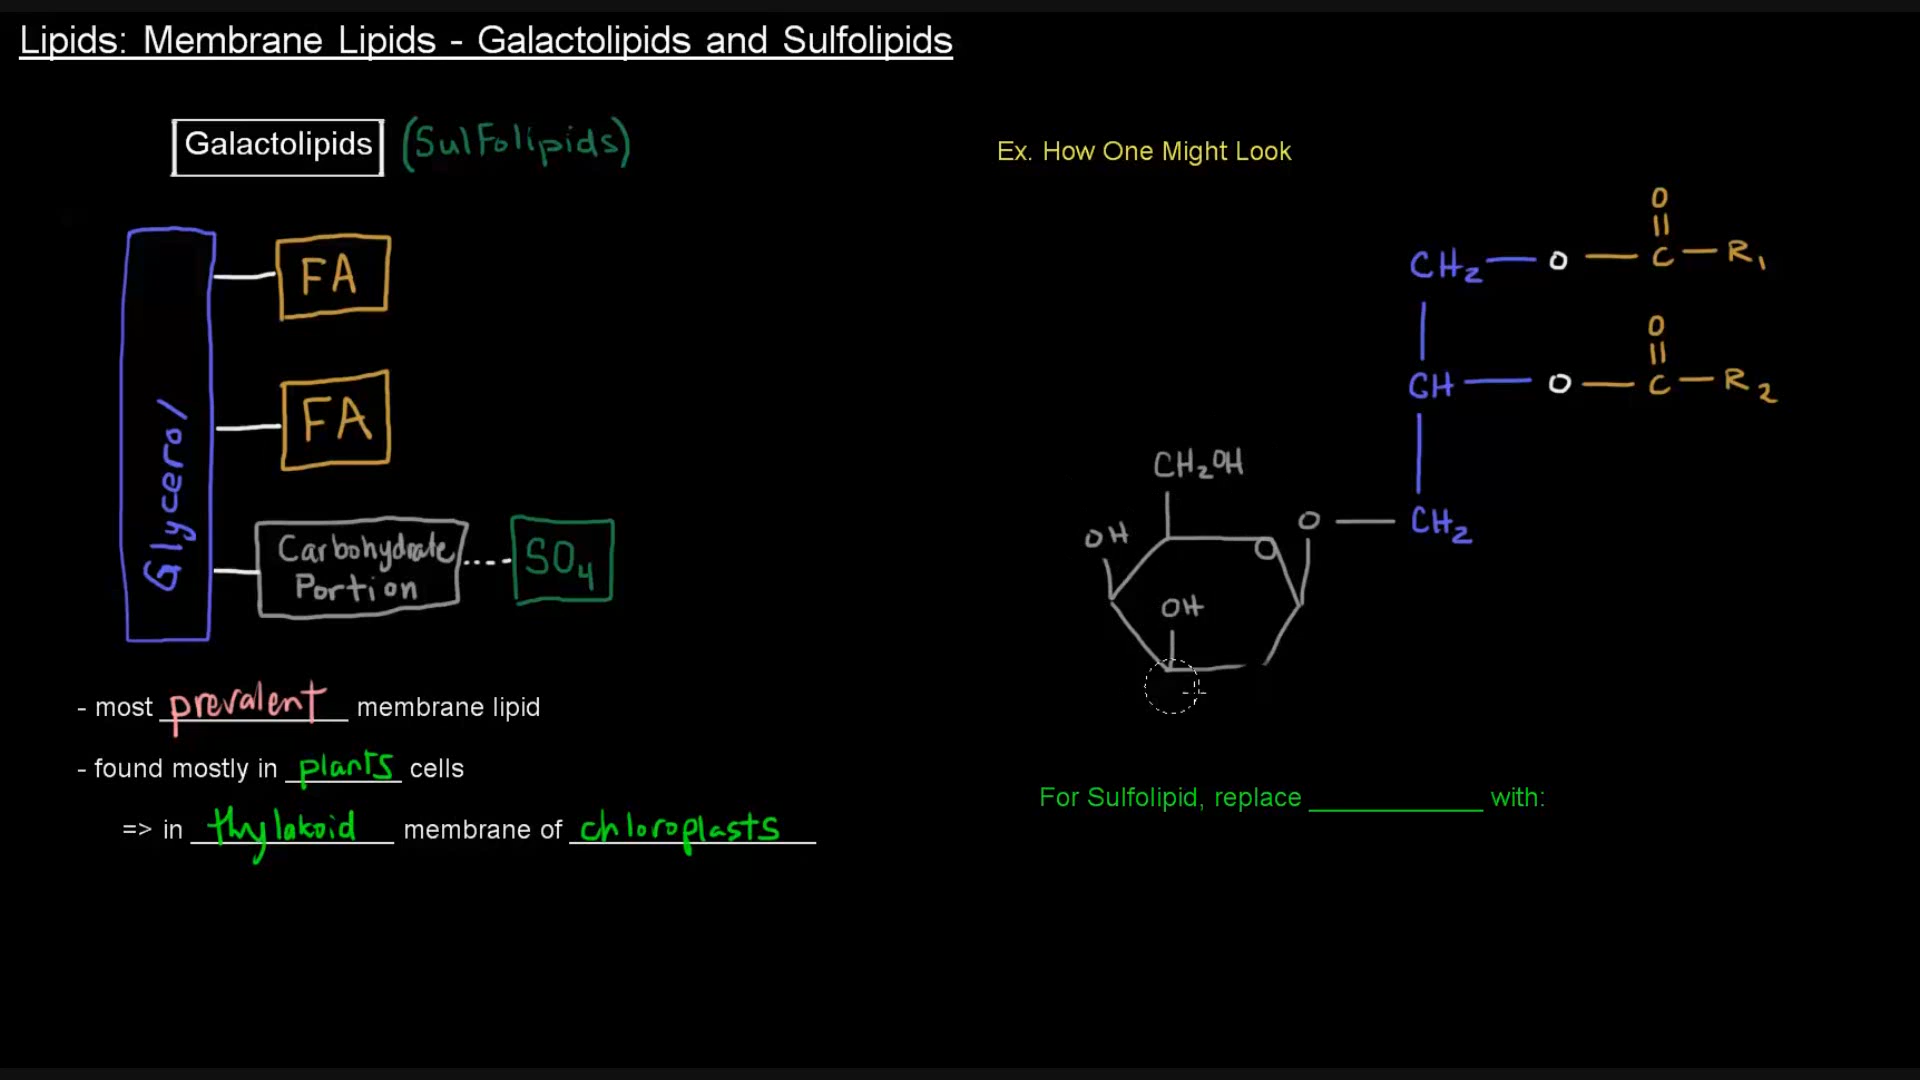 Lipids: Membrane Lipids - Galactolipids and Sulfolipids
Galactolipids (Sulfolipids)
Glycerol
FA
FA
Carbohydrate
Portion
SO4
- most prevalent membrane lipid
- found mostly in plants cells
=> in thylakoid membrane of chloroplasts
Ex. How One Might Look
O
CH2 O C R1
O
CH O C R2
CH2OH
OH O O CH2
OH
For Sulfolipid, replace ____________ with: